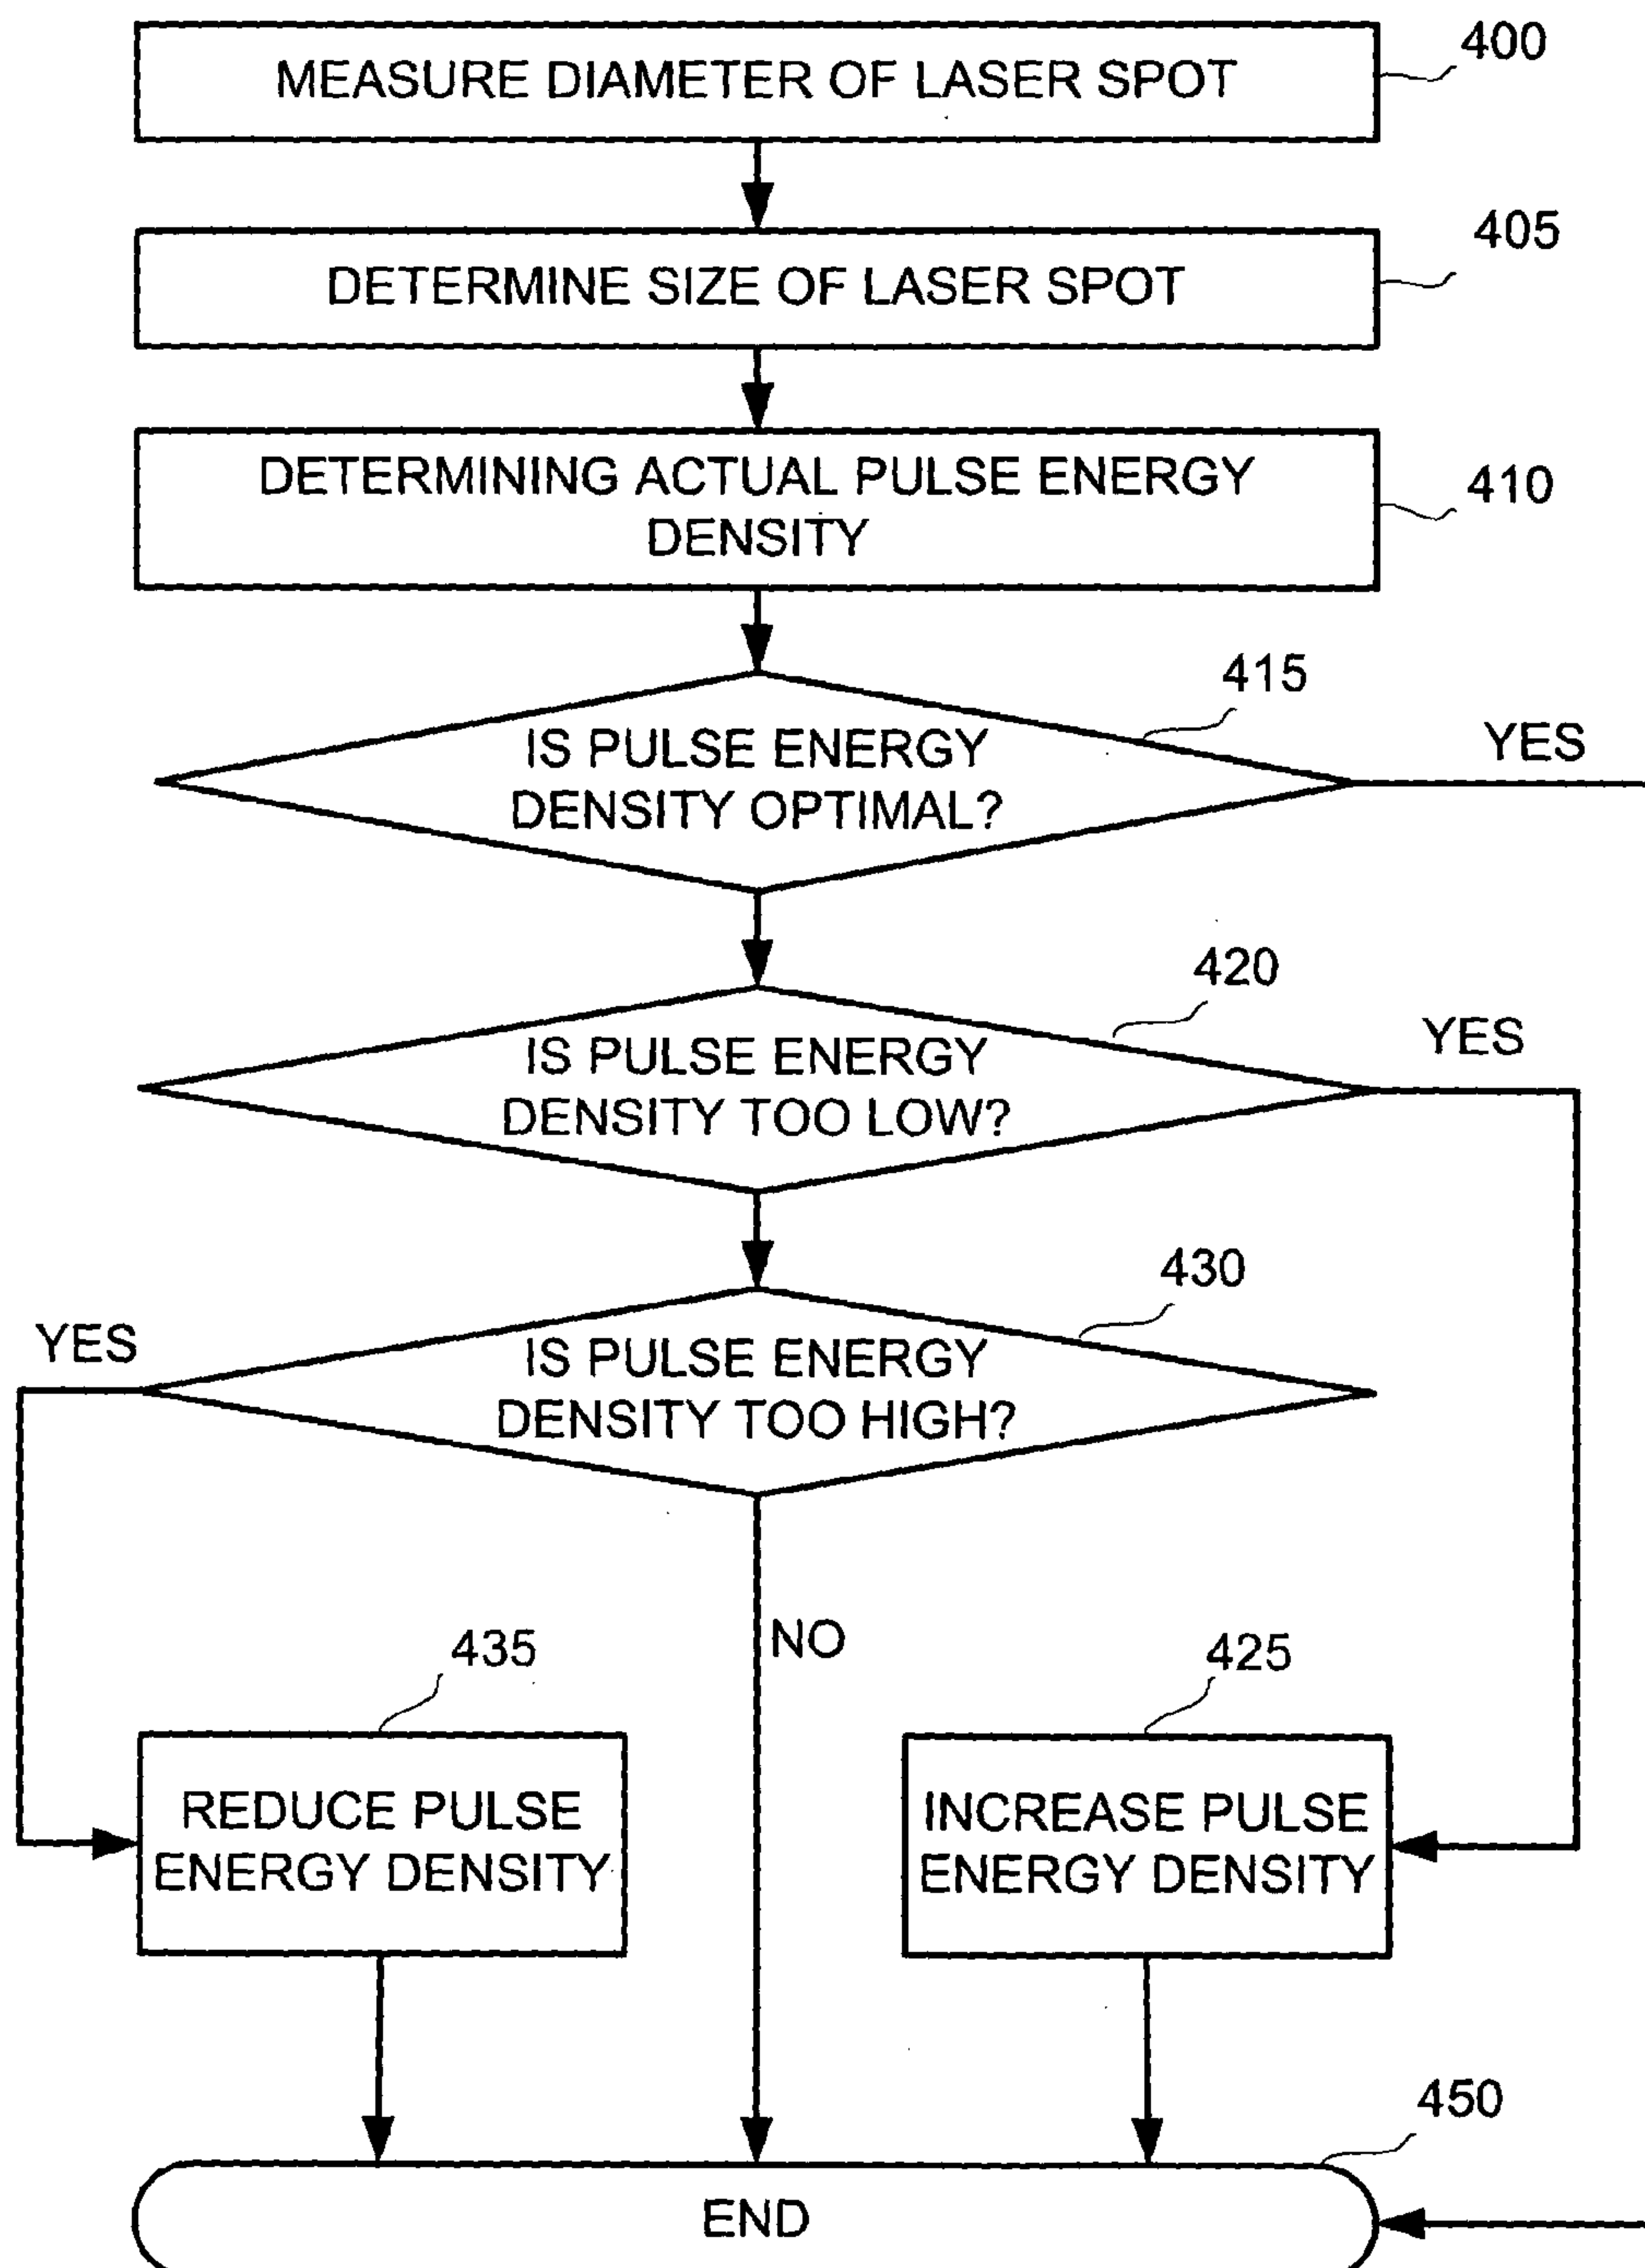 MEASURE DIAMETER OF LASER SPOT
400
DETERMINE SIZE OF LASER SPOT
405
DETERMINING ACTUAL PULSE ENERGY
DENSITY
410
415
IS PULSE ENERGY
DENSITY OPTIMAL?
YES
420
IS PULSE ENERGY
DENSITY TOO LOW?
YES
430
IS PULSE ENERGY
DENSITY TOO HIGH?
YES
NO
435
REDUCE PULSE
ENERGY DENSITY
425
INCREASE PULSE
ENERGY DENSITY
450
END